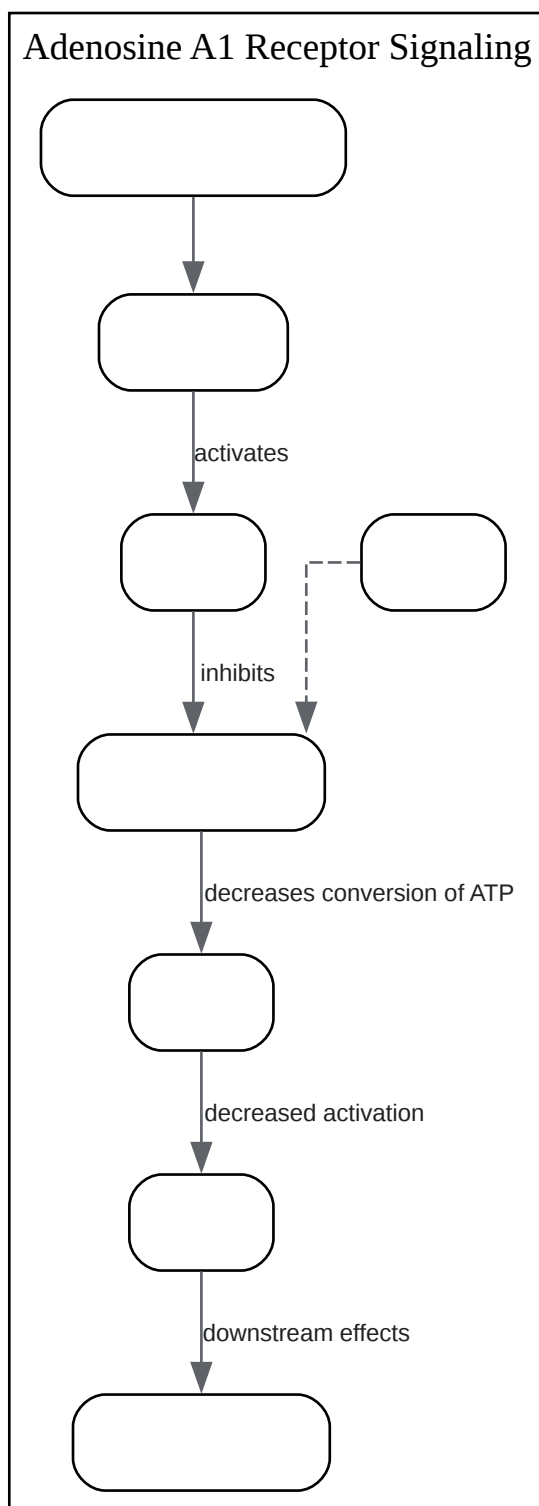 Adenosine A1 Receptor Signaling
activates
inhibits
decreases conversion of ATP
decreased activation
downstream effects